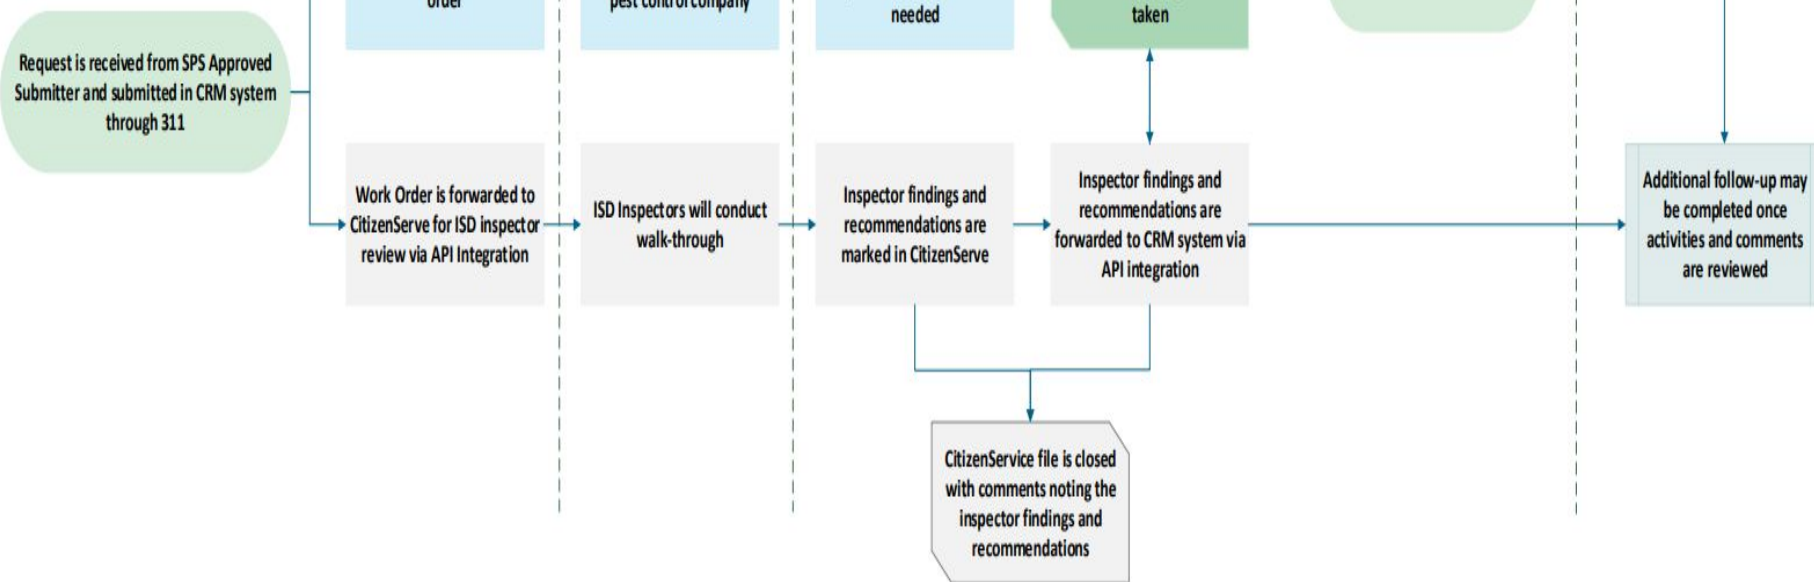 order
pest control company
needed
taken
Request is received from SPS Approved
Submitter and submitted in CRM system
through 311
Work Order is forwarded to
CitizenServe for ISD inspector
review via API Integration
ISD Inspectors will conduct
walk-through
Inspector findings and
recommendations are
marked in CitizenServe
Inspector findings and
recommendations are
forwarded to CRM system via
API integration
Additional follow-up may
be completed once
activities and comments
are reviewed
CitizenService file is closed
with comments noting the
inspector findings and
recommendations